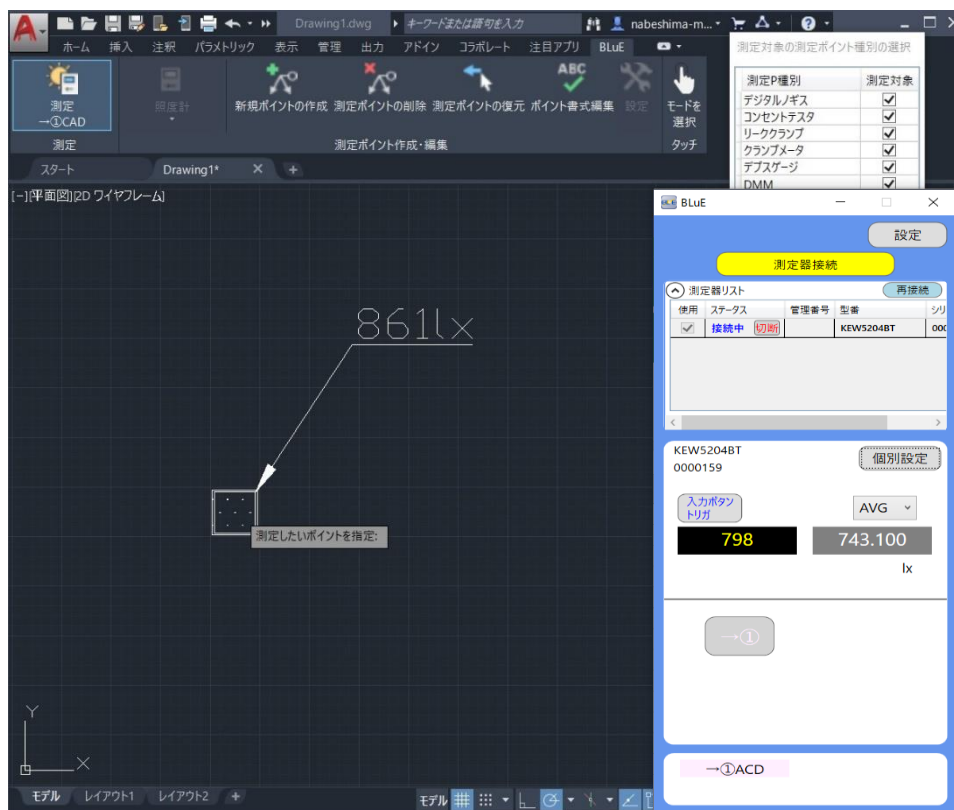 Drawing1.dwg キーワードまたは語句を入力 nabeshima-m...
ホーム 挿入 注釈 パラメトリック 表示 管理 出力 アドイン コラボレート 注目アプリ BLuE
測定
→①CAD
照度計
新規ポイントの作成 測定ポイントの削除 測定ポイントの復元 ポイント書式編集 設定
ABC
モードを
選択
測定 測定ポイント作成・編集 タッチ
スタート Drawing1*
[−][平面図][2D ワイヤフレーム]
測定対象の測定ポイント種別の選択
測定P種別 測定対象
デジタルノギス
コンセントテスタ
リーククランプ
クランプメータ
デプスゲージ
DMM
861lx
測定したいポイントを指定:
Y
X
モデル レイアウト1 レイアウト2 +
モデル
BLuE
設定
測定器接続
測定器リスト 再接続
使用 ステータス 管理番号 型番 シリ
接続中 切断 KEW5204BT 000
KEW5204BT
0000159
個別設定
入力ボタン
トリガ
AVG
798 743.100
lx
→①
→①ACD